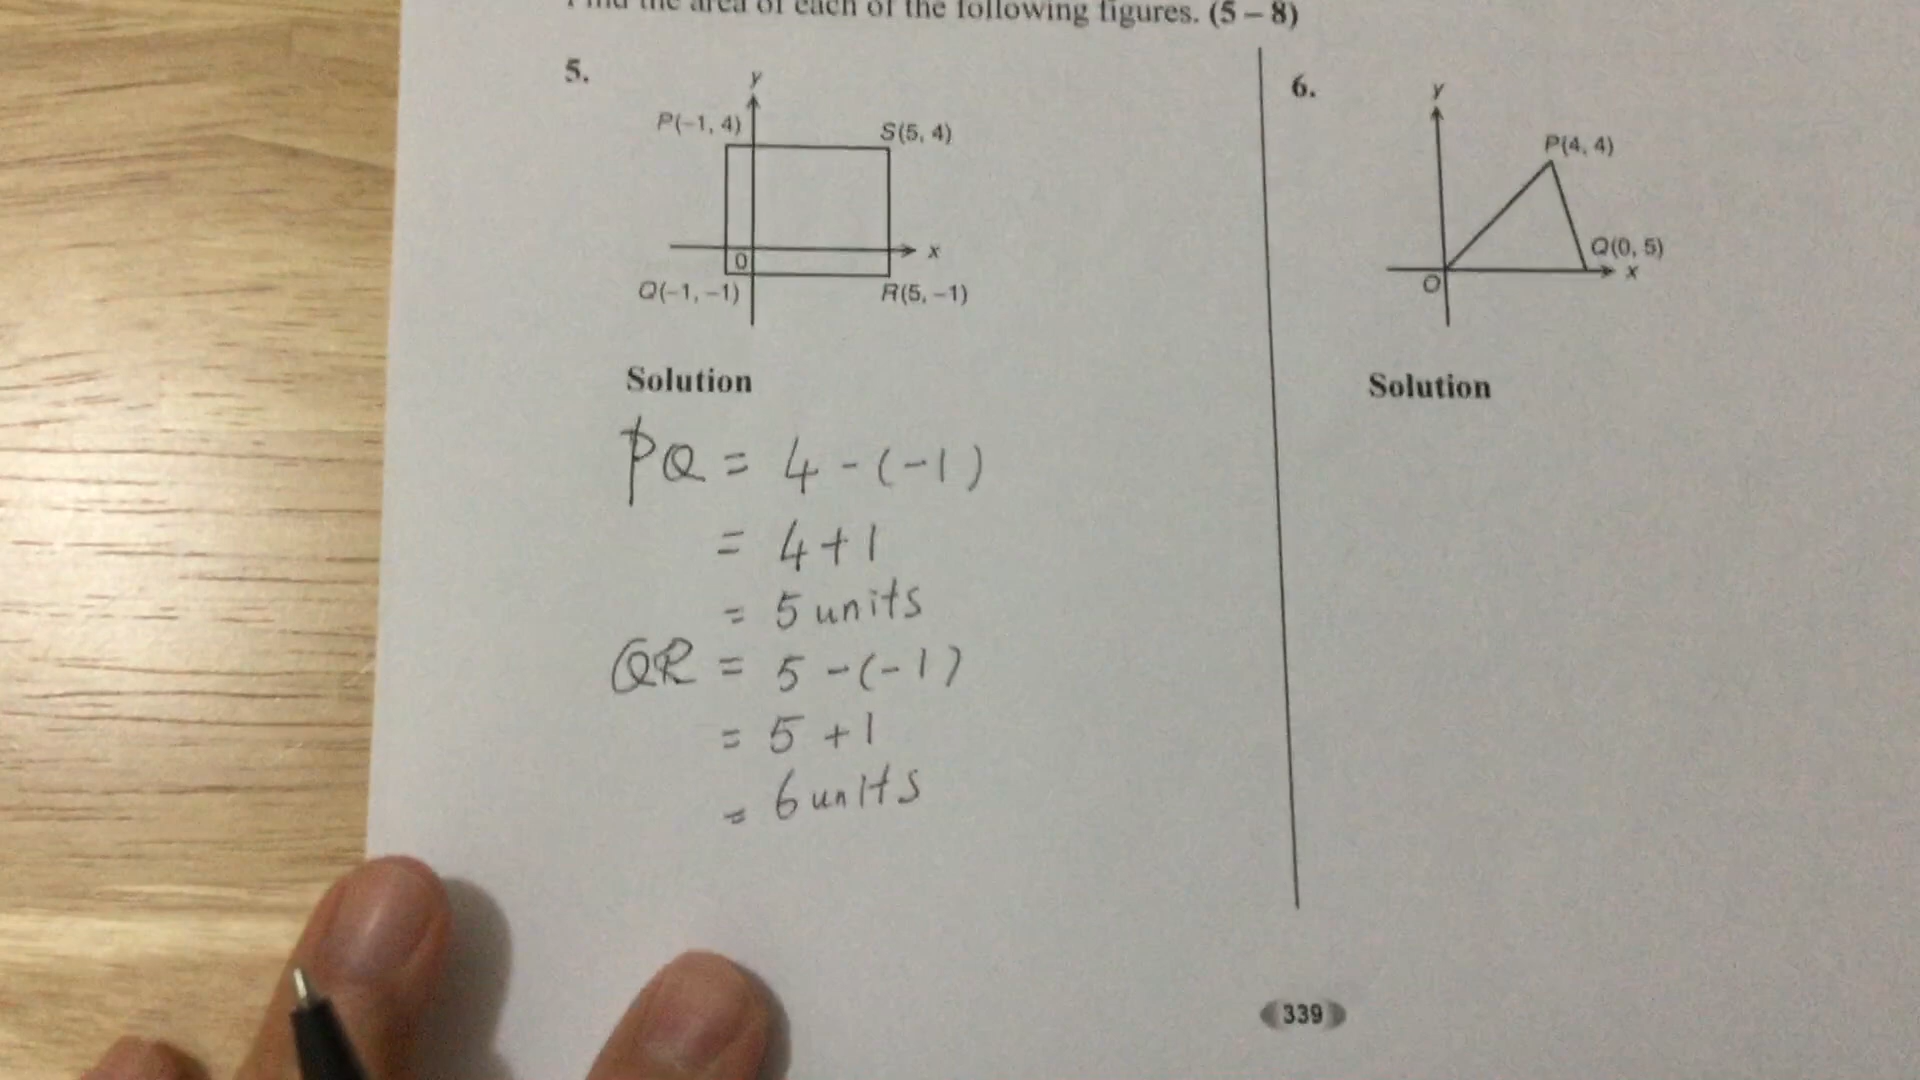 Find the area of each of the following figures. (5 – 8)
5.
y
P(–1, 4)
S(5, 4)
x
0
Q(–1, –1)
R(5, –1)
Solution
PQ = 4 - (-1)
= 4 + 1
= 5 units
QR = 5 - (-1)
= 5 + 1
= 6 units
6.
y
P(4, 4)
Q(0, 5)
x
O
Solution
339